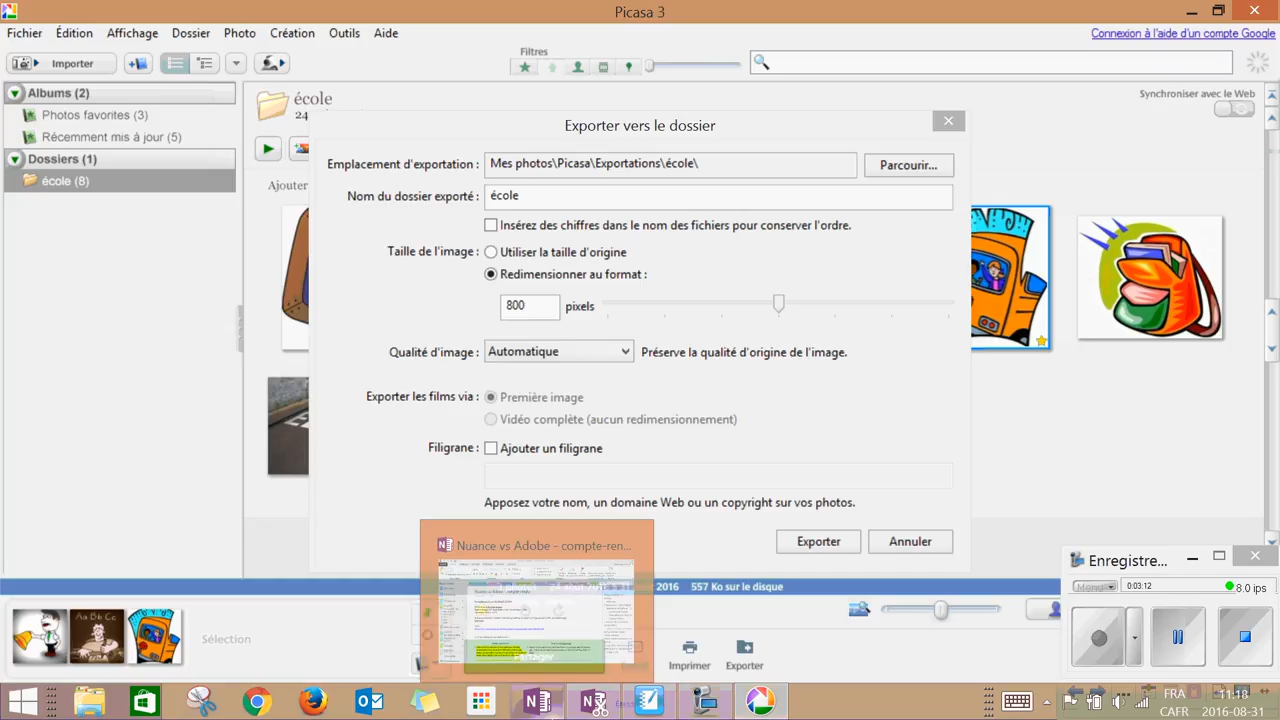 Picasa 3
Fichier Édition Affichage Dossier Photo Création Outils Aide
Connexion à l'aide d'un compte Google
Importer
Filtres
Albums (2)
Photos favorites (3)
Récemment mis à jour (5)
Dossiers (1)
école (8)
école
24
Synchroniser avec le Web
Ajouter
Exporter vers le dossier
Emplacement d'exportation : Mes photos\Picasa\Exportations\école\ Parcourir...
Nom du dossier exporté : école
Insérez des chiffres dans le nom des fichiers pour conserver l'ordre.
Taille de l'image : Utiliser la taille d'origine
Redimensionner au format :
800 pixels
Qualité d'image : Automatique Préserve la qualité d'origine de l'image.
Exporter les films via : Première image
Vidéo complète (aucun redimensionnement)
Filigrane : Ajouter un filigrane
Apposez votre nom, un domaine Web ou un copyright sur vos photos.
Exporter Annuler
Nuance vs Adobe - compte-ren...
2016 557 Ko sur le disque
Sélection
Imprimer Exporter
Enregistre...
0:03:12 8.0 ips
FRA 11:18
CAFR 2016-08-31